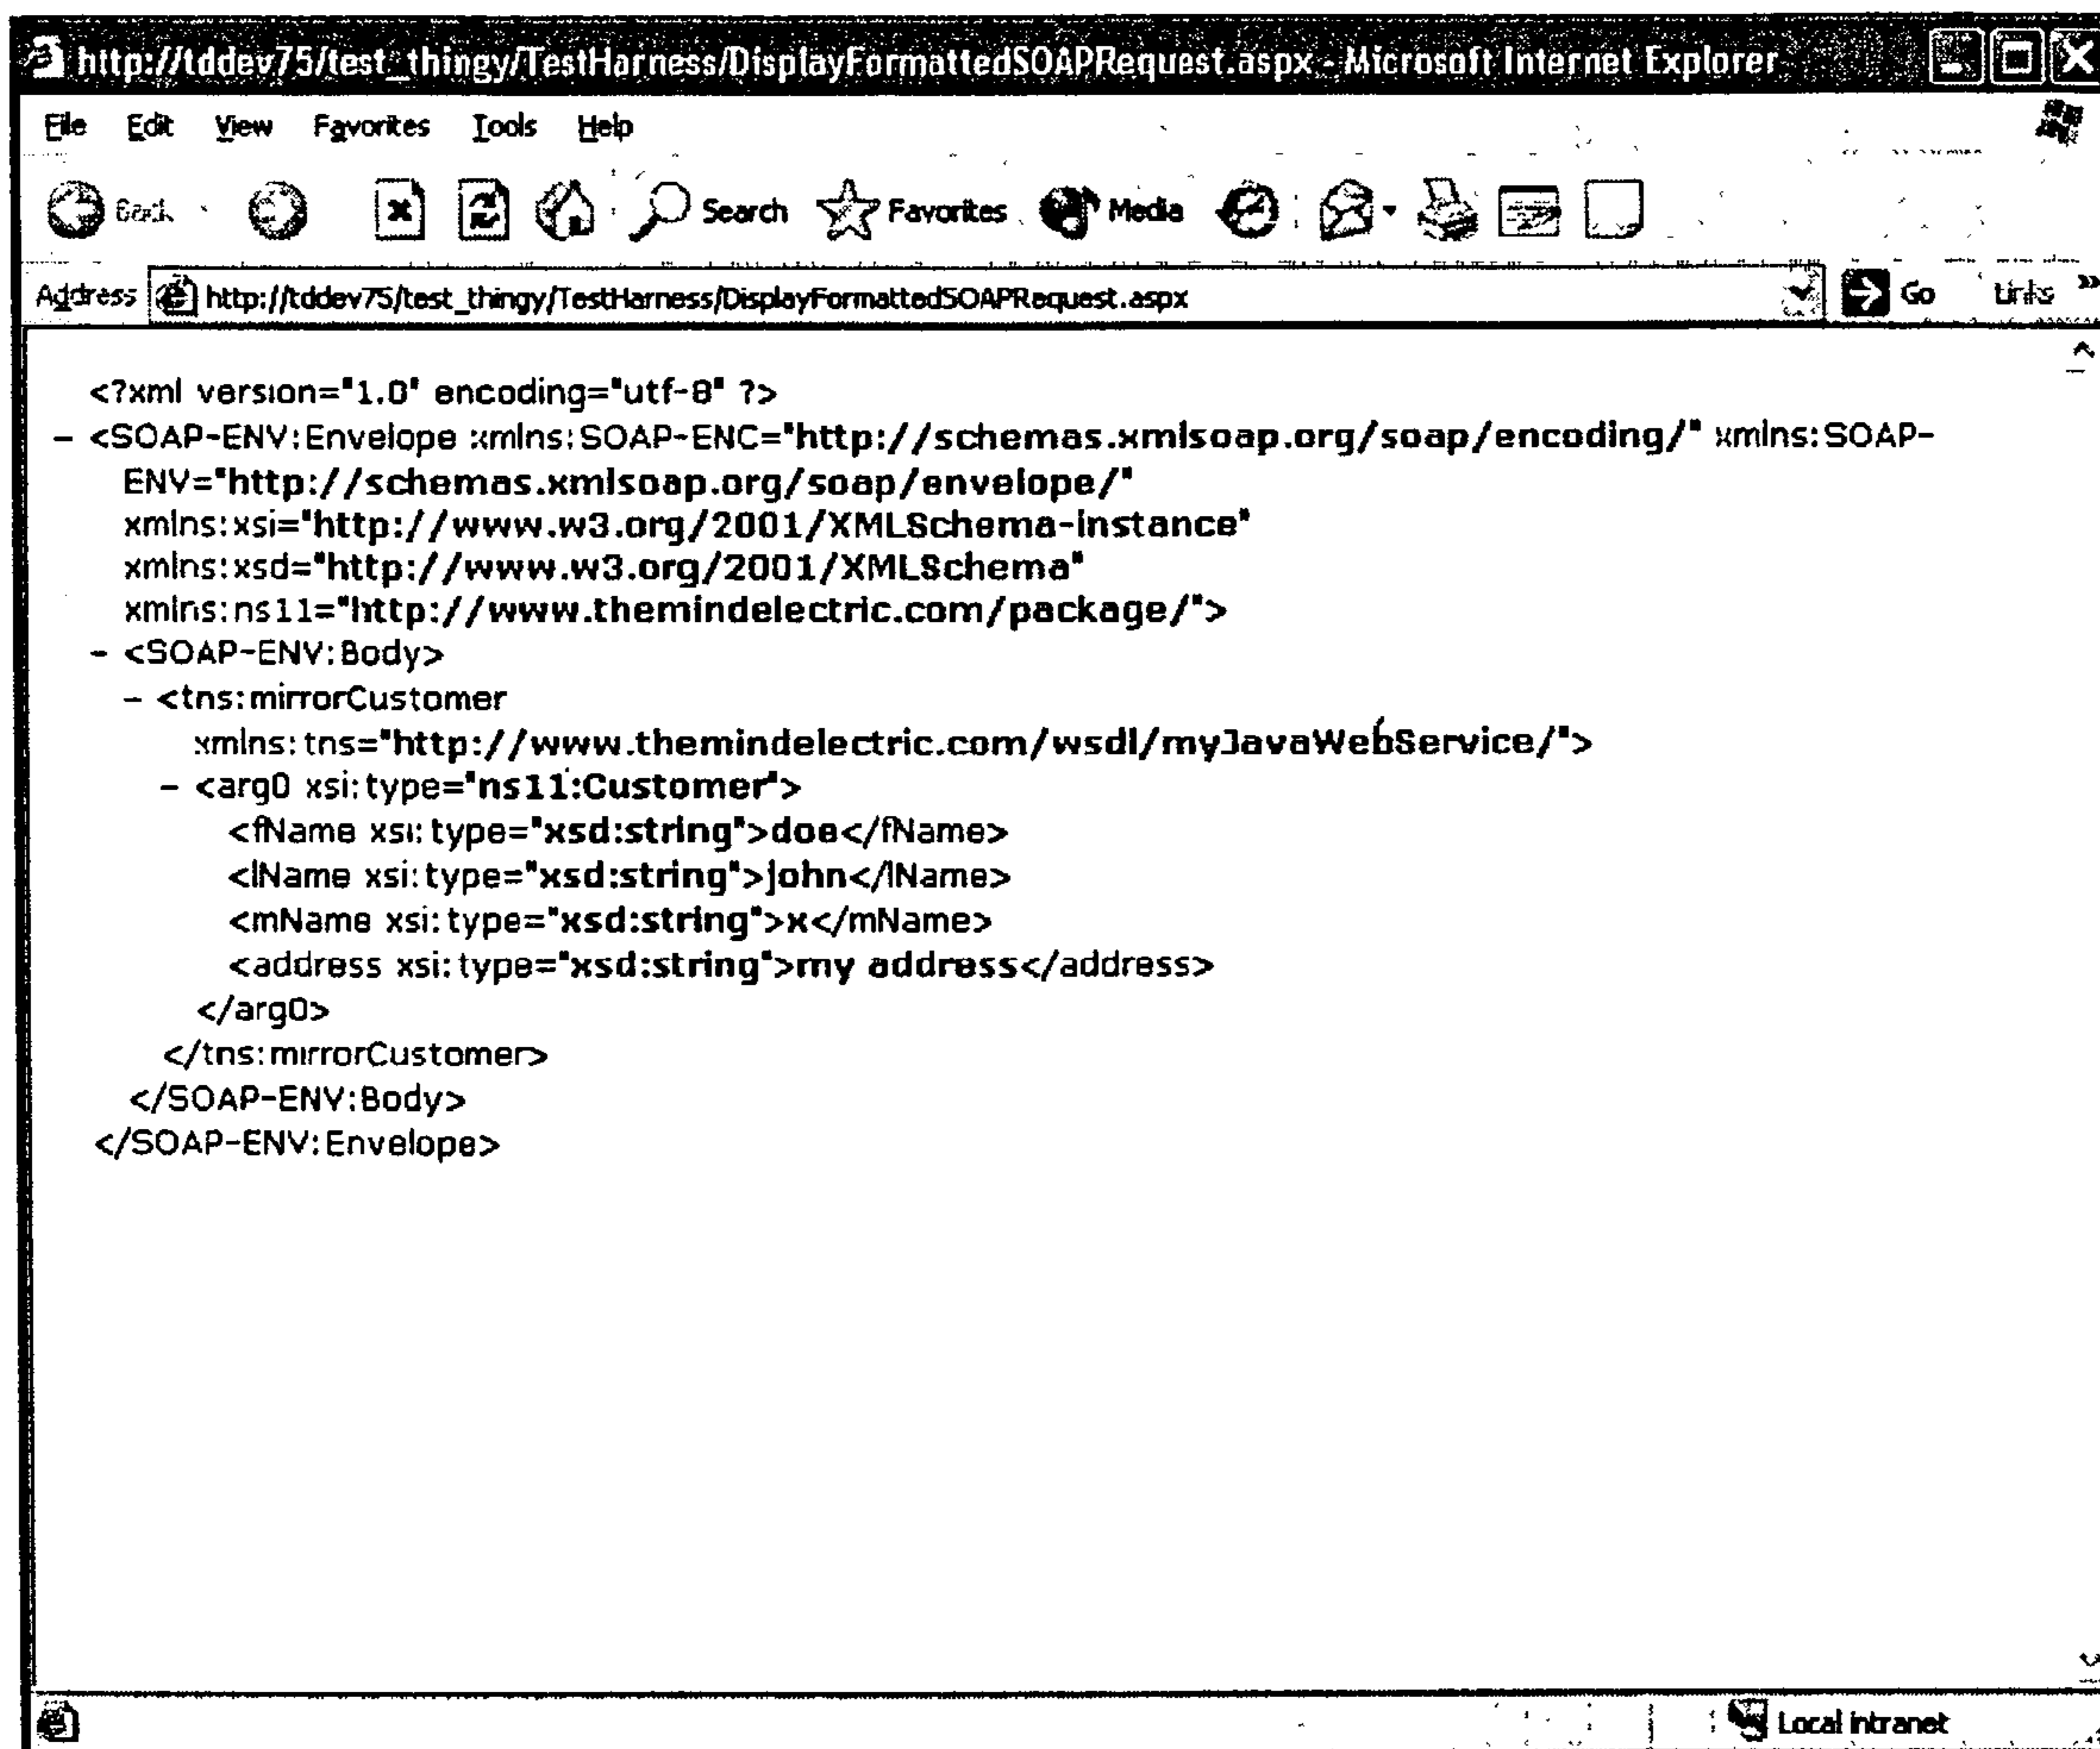 http://tddev75/test_thingy/TestHarness/DisplayFormattedSOAPRequest.aspx - Microsoft Internet Explorer
File Edit View Favorites Tools Help
Back Search Favorites Media
Address http://tddev75/test_thingy/TestHarness/DisplayFormattedSOAPRequest.aspx Go Links »
<?xml version="1.0" encoding="utf-8" ?>
- <SOAP-ENV:Envelope xmlns:SOAP-ENC="http://schemas.xmlsoap.org/soap/encoding/" xmlns:SOAP-
ENV="http://schemas.xmlsoap.org/soap/envelope/"
xmlns:xsi="http://www.w3.org/2001/XMLSchema-instance"
xmlns:xsd="http://www.w3.org/2001/XMLSchema"
xmlns:ns11="http://www.themindelectric.com/package/">
- <SOAP-ENV:Body>
- <tns:mirrorCustomer
xmlns:tns="http://www.themindelectric.com/wsdl/myJavaWebService/">
- <arg0 xsi:type="ns11:Customer">
<fName xsi:type="xsd:string">doe</fName>
<lName xsi:type="xsd:string">john</lName>
<mName xsi:type="xsd:string">x</mName>
<address xsi:type="xsd:string">my address</address>
</arg0>
</tns:mirrorCustomer>
</SOAP-ENV:Body>
</SOAP-ENV:Envelope>
Local intranet